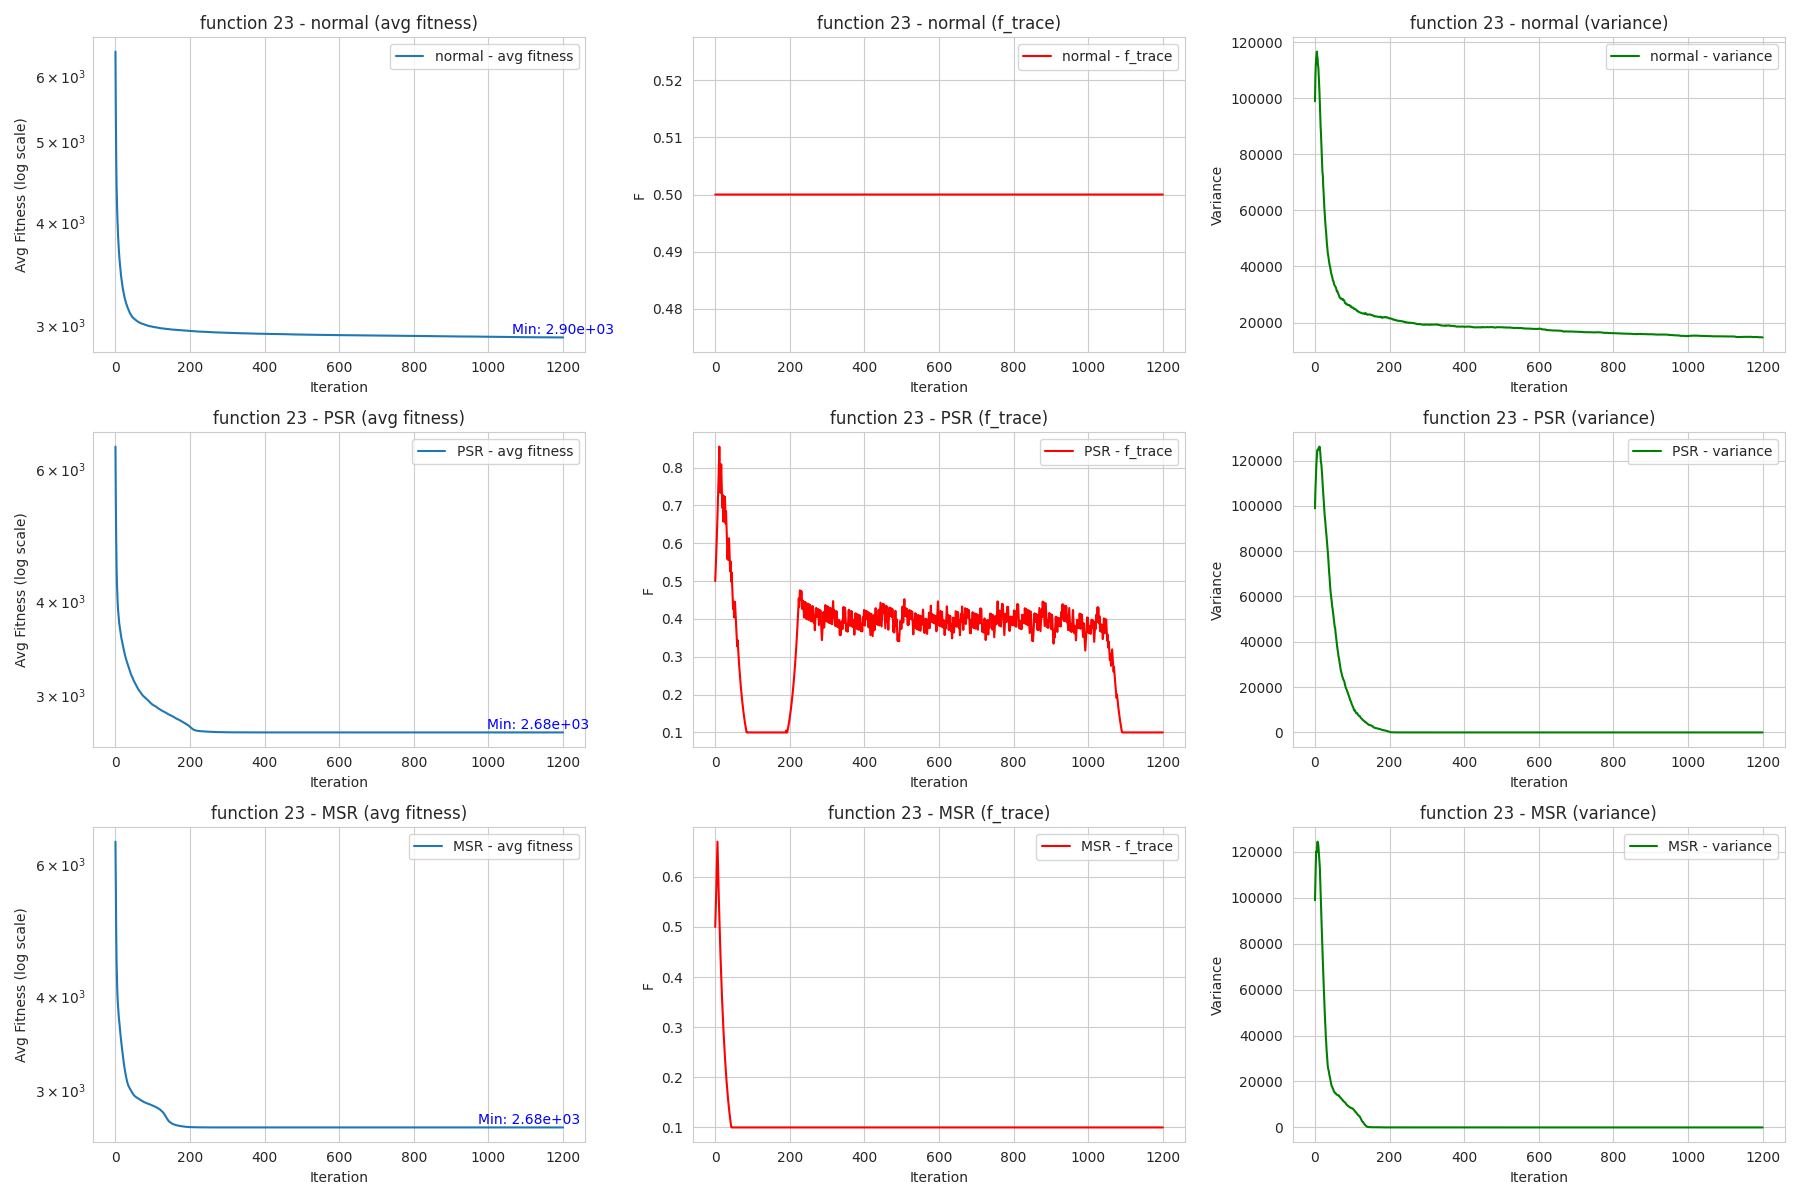 function 23 - normal (avg fitness)
normal - avg fitness
6 × 10³
5 × 10³
4 × 10³
3 × 10³
Avg Fitness (log scale)
Min: 2.90e+03
0 200 400 600 800 1000 1200
Iteration
function 23 - normal (f_trace)
normal - f_trace
0.52
0.51
0.50
0.49
0.48
F
0 200 400 600 800 1000 1200
Iteration
function 23 - normal (variance)
normal - variance
120000
100000
80000
60000
40000
20000
Variance
0 200 400 600 800 1000 1200
Iteration
function 23 - PSR (avg fitness)
PSR - avg fitness
6 × 10³
4 × 10³
3 × 10³
Avg Fitness (log scale)
Min: 2.68e+03
0 200 400 600 800 1000 1200
Iteration
function 23 - PSR (f_trace)
PSR - f_trace
0.8
0.7
0.6
0.5
0.4
0.3
0.2
0.1
F
0 200 400 600 800 1000 1200
Iteration
function 23 - PSR (variance)
PSR - variance
120000
100000
80000
60000
40000
20000
0
Variance
0 200 400 600 800 1000 1200
Iteration
function 23 - MSR (avg fitness)
MSR - avg fitness
6 × 10³
4 × 10³
3 × 10³
Avg Fitness (log scale)
Min: 2.68e+03
0 200 400 600 800 1000 1200
Iteration
function 23 - MSR (f_trace)
MSR - f_trace
0.6
0.5
0.4
0.3
0.2
0.1
F
0 200 400 600 800 1000 1200
Iteration
function 23 - MSR (variance)
MSR - variance
120000
100000
80000
60000
40000
20000
0
Variance
0 200 400 600 800 1000 1200
Iteration